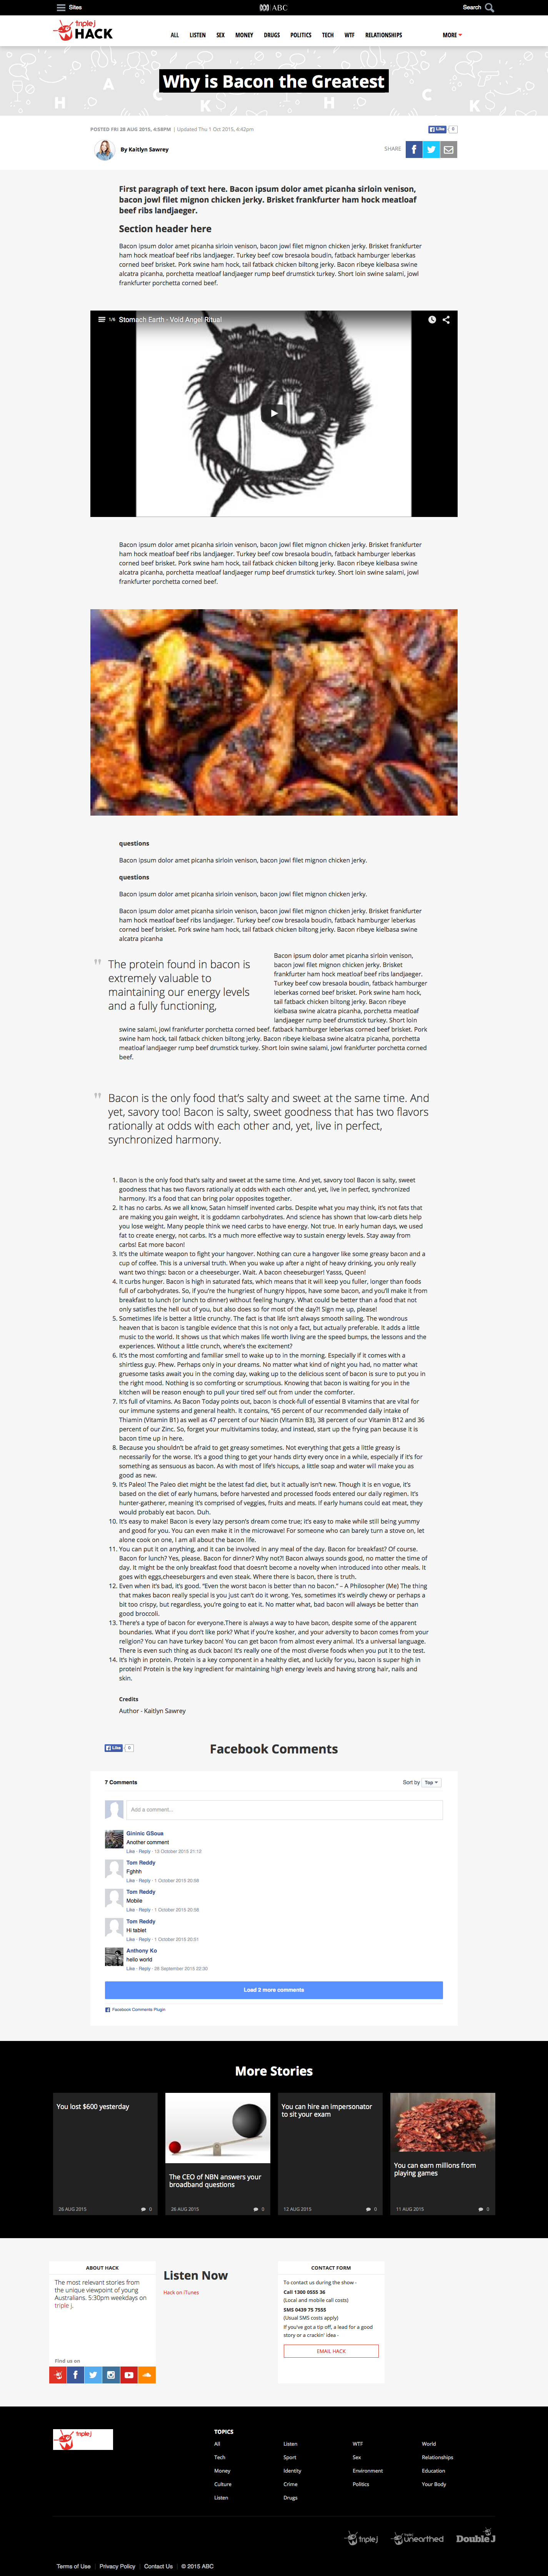 Sites
ABC
Search
triple j
HACK
ALL LISTEN SEX MONEY DRUGS POLITICS TECH WTF RELATIONSHIPS MORE
Why is Bacon the Greatest
POSTED FRI 28 AUG 2015, 4:58PM | Updated Thu 1 Oct 2015, 4:42pm
Like 0
By Kaitlyn Sawrey
SHARE
First paragraph of text here. Bacon ipsum dolor amet picanha sirloin venison,
bacon jowl filet mignon chicken jerky. Brisket frankfurter ham hock meatloaf
beef ribs landjaeger.
Section header here
Bacon ipsum dolor amet picanha sirloin venison, bacon jowl filet mignon chicken jerky. Brisket frankfurter
ham hock meatloaf beef ribs landjaeger. Turkey beef cow bresaola boudin, fatback hamburger leberkas
corned beef brisket. Pork swine ham hock, tail fatback chicken biltong jerky. Bacon ribeye kielbasa swine
alcatra picanha, porchetta meatloaf landjaeger rump beef drumstick turkey. Short loin swine salami, jowl
frankfurter porchetta corned beef.
1/6 Stomach Earth - Void Angel Ritual
Bacon ipsum dolor amet picanha sirloin venison, bacon jowl filet mignon chicken jerky. Brisket frankfurter
ham hock meatloaf beef ribs landjaeger. Turkey beef cow bresaola boudin, fatback hamburger leberkas
corned beef brisket. Pork swine ham hock, tail fatback chicken biltong jerky. Bacon ribeye kielbasa swine
alcatra picanha, porchetta meatloaf landjaeger rump beef drumstick turkey. Short loin swine salami, jowl
frankfurter porchetta corned beef.
questions
Bacon ipsum dolor amet picanha sirloin venison, bacon jowl filet mignon chicken jerky.
questions
Bacon ipsum dolor amet picanha sirloin venison, bacon jowl filet mignon chicken jerky.
Bacon ipsum dolor amet picanha sirloin venison, bacon jowl filet mignon chicken jerky. Brisket frankfurter
ham hock meatloaf beef ribs landjaeger. Turkey beef cow bresaola boudin, fatback hamburger leberkas
corned beef brisket. Pork swine ham hock, tail fatback chicken biltong jerky. Bacon ribeye kielbasa swine
alcatra picanha
" The protein found in bacon is
extremely valuable to
maintaining our energy levels
and a fully functioning,
Bacon ipsum dolor amet picanha sirloin venison,
bacon jowl filet mignon chicken jerky. Brisket
frankfurter ham hock meatloaf beef ribs landjaeger.
Turkey beef cow bresaola boudin, fatback hamburger
leberkas corned beef brisket. Pork swine ham hock,
tail fatback chicken biltong jerky. Bacon ribeye
kielbasa swine alcatra picanha, porchetta meatloaf
landjaeger rump beef drumstick turkey. Short loin
swine salami, jowl frankfurter porchetta corned beef. fatback hamburger leberkas corned beef brisket. Pork
swine ham hock, tail fatback chicken biltong jerky. Bacon ribeye kielbasa swine alcatra picanha, porchetta
meatloaf landjaeger rump beef drumstick turkey. Short loin swine salami, jowl frankfurter porchetta corned
beef.
" Bacon is the only food that's salty and sweet at the same time. And
yet, savory too! Bacon is salty, sweet goodness that has two flavors
rationally at odds with each other and, yet, live in perfect,
synchronized harmony.
1. Bacon is the only food that's salty and sweet at the same time. And yet, savory too! Bacon is salty, sweet
goodness that has two flavors rationally at odds with each other and, yet, live in perfect, synchronized
harmony. It's a food that can bring polar opposites together.
2. It has no carbs. As we all know, Satan himself invented carbs. Despite what you may think, it's not fats that
are making you gain weight, it is goddamn carbohydrates. And science has shown that low-carb diets help
you lose weight. Many people think we need carbs to have energy. Not true. In early human days, we used
fat to create energy, not carbs. It's a much more effective way to sustain energy levels. Stay away from
carbs! Eat more bacon!
3. It's the ultimate weapon to fight your hangover. Nothing can cure a hangover like some greasy bacon and a
cup of coffee. This is a universal truth. When you wake up after a night of heavy drinking, you only really
want two things: bacon or a cheeseburger. Wait. A bacon cheeseburger! Yasss, Queen!
4. It curbs hunger. Bacon is high in saturated fats, which means that it will keep you fuller, longer than foods
full of carbohydrates. So, if you're the hungriest of hungry hippos, have some bacon, and you'll make it from
breakfast to lunch (or lunch to dinner) without feeling hungry. What could be better than a food that not
only satisfies the hell out of you, but also does so for most of the day?! Sign me up, please!
5. Sometimes life is better a little crunchy. The fact is that life isn't always smooth sailing. The wondrous
heaven that is bacon is tangible evidence that this is not only a fact, but actually preferable. It adds a little
music to the world. It shows us that which makes life worth living are the speed bumps, the lessons and the
experiences. Without a little crunch, where's the excitement?
6. It's the most comforting and familiar smell to wake up to in the morning. Especially if it comes with a
shirtless guy. Phew. Perhaps only in your dreams. No matter what kind of night you had, no matter what
gruesome tasks await you in the coming day, waking up to the delicious scent of bacon is sure to put you in
the right mood. Nothing is so comforting or scrumptious. Knowing that bacon is waiting for you in the
kitchen will be reason enough to pull your tired self out from under the comforter.
7. It's full of vitamins. As Bacon Today points out, bacon is chock-full of essential B vitamins that are vital for
our immune systems and general health. It contains, "65 percent of our recommended daily intake of
Thiamin (Vitamin B1) as well as 47 percent of our Niacin (Vitamin B3), 38 percent of our Vitamin B12 and 36
percent of our Zinc. So, forget your multivitamins today, and instead, start up the frying pan because it is
bacon time up in here.
8. Because you shouldn't be afraid to get greasy sometimes. Not everything that gets a little greasy is
necessarily for the worse. It's a good thing to get your hands dirty every once in a while, especially if it's for
something as sensuous as bacon. As with most of life's hiccups, a little soap and water will make you as
good as new.
9. It's Paleo! The Paleo diet might be the latest fad diet, but it actually isn't new. Though it is en vogue, it's
based on the diet of early humans, before harvested and processed foods entered our daily regimen. It's
hunter-gatherer, meaning it's comprised of veggies, fruits and meats. If early humans could eat meat, they
would probably eat bacon. Duh.
10. It's easy to make! Bacon is every lazy person's dream come true; it's easy to make while still being yummy
and good for you. You can even make it in the microwave! For someone who can barely turn a stove on, let
alone cook on one, I am all about the bacon life.
11. You can put it on anything, and it can be involved in any meal of the day. Bacon for breakfast? Of course.
Bacon for lunch? Yes, please. Bacon for dinner? Why not?! Bacon always sounds good, no matter the time of
day. It might be the only breakfast food that doesn't become a novelty when introduced into other meals. It
goes with eggs,cheeseburgers and even steak. Where there is bacon, there is truth.
12. Even when it's bad, it's good. "Even the worst bacon is better than no bacon." – A Philosopher (Me) The thing
that makes bacon really special is you just can't do it wrong. Yes, sometimes it's weirdly chewy or perhaps a
bit too crispy, but regardless, you're going to eat it. No matter what, bad bacon will always be better than
good broccoli.
13. There's a type of bacon for everyone.There is always a way to have bacon, despite some of the apparent
boundaries. What if you don't like pork? What if you're kosher, and your adversity to bacon comes from your
religion? You can have turkey bacon! You can get bacon from almost every animal. It's a universal language.
There is even such thing as duck bacon! It's really one of the most diverse foods when you put it to the test.
14. It's high in protein. Protein is a key component in a healthy diet, and luckily for you, bacon is super high in
protein! Protein is the key ingredient for maintaining high energy levels and having strong hair, nails and
skin.
Credits
Author - Kaitlyn Sawrey
Like 0
Facebook Comments
7 Comments
Sort by Top
Add a comment...
Gininic GSoua
Another comment
Like · Reply · 13 October 2015 21:12
Tom Reddy
Fghhh
Like · Reply · 1 October 2015 20:58
Tom Reddy
Mobile
Like · Reply · 1 October 2015 20:56
Tom Reddy
Hi tablet
Like · Reply · 1 October 2015 20:51
Anthony Ko
hello world
Like · Reply · 28 September 2015 22:30
Load 2 more comments
Facebook Comments Plugin
More Stories
You lost $600 yesterday
26 AUG 2015 0
The CEO of NBN answers your
broadband questions
26 AUG 2015 0
You can hire an impersonator
to sit your exam
12 AUG 2015 0
You can earn millions from
playing games
11 AUG 2015 0
ABOUT HACK
The most relevant stories from
the unique viewpoint of young
Australians. 5:30pm weekdays on
triple j.
Find us on
Listen Now
Hack on iTunes
CONTACT FORM
To contact us during the show -
Call 1300 0555 36
(Local and mobile call costs)
SMS 0439 75 7555
(Usual SMS costs apply)
If you've got a tip off, a lead for a good
story or a crackin' idea -
EMAIL HACK
triple j
TOPICS
All Listen WTF World
Tech Sport Sex Relationships
Money Identity Environment Education
Culture Crime Politics Your Body
Listen Drugs
triple j
unearthed
Double J
Terms of Use | Privacy Policy | Contact Us | © 2015 ABC